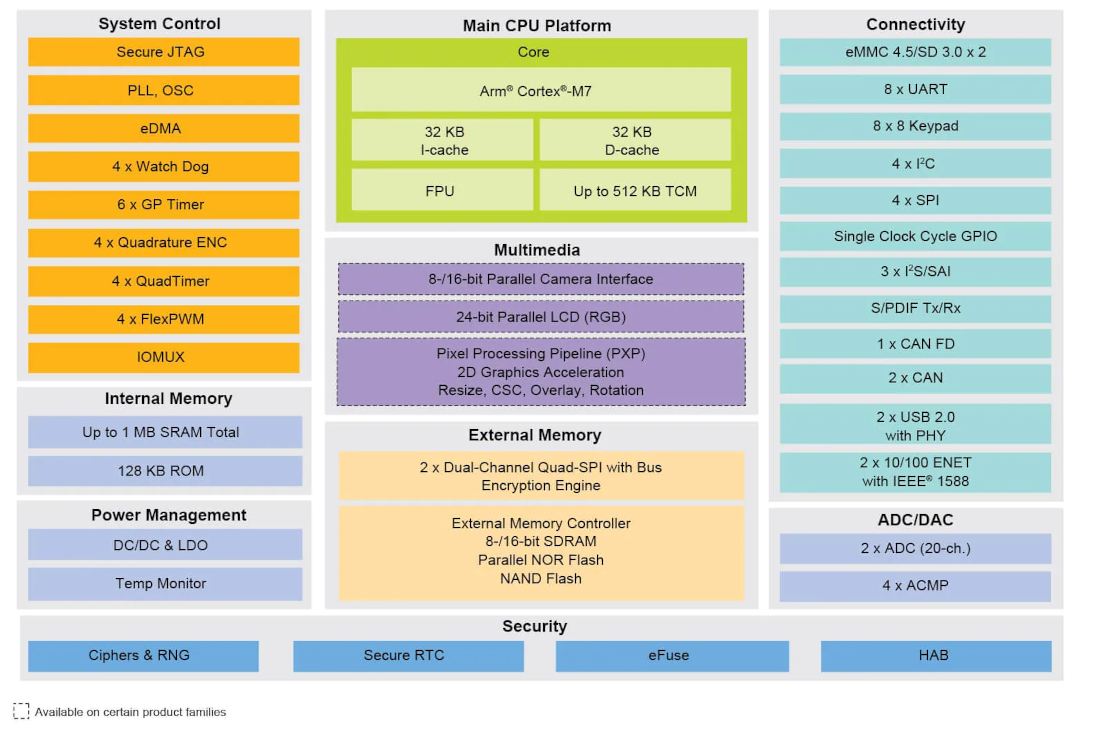 System Control
Secure JTAG
PLL, OSC
eDMA
4 x Watch Dog
6 x GP Timer
4 x Quadrature ENC
4 x QuadTimer
4 x FlexPWM
IOMUX
Internal Memory
Up to 1 MB SRAM Total
128 KB ROM
Power Management
DC/DC & LDO
Temp Monitor
Main CPU Platform
Core
Arm® Cortex®-M7
32 KB
I-cache
32 KB
D-cache
FPU
Up to 512 KB TCM
Multimedia
8-/16-bit Parallel Camera Interface
24-bit Parallel LCD (RGB)
Pixel Processing Pipeline (PXP)
2D Graphics Acceleration
Resize, CSC, Overlay, Rotation
External Memory
2 x Dual-Channel Quad-SPI with Bus
Encryption Engine
External Memory Controller
8-/16-bit SDRAM
Parallel NOR Flash
NAND Flash
Connectivity
eMMC 4.5/SD 3.0 x 2
8 x UART
8 x 8 Keypad
4 x I²C
4 x SPI
Single Clock Cycle GPIO
3 x I²S/SAI
S/PDIF Tx/Rx
1 x CAN FD
2 x CAN
2 x USB 2.0
with PHY
2 x 10/100 ENET
with IEEE® 1588
ADC/DAC
2 x ADC (20-ch.)
4 x ACMP
Security
Ciphers & RNG
Secure RTC
eFuse
HAB
Available on certain product families